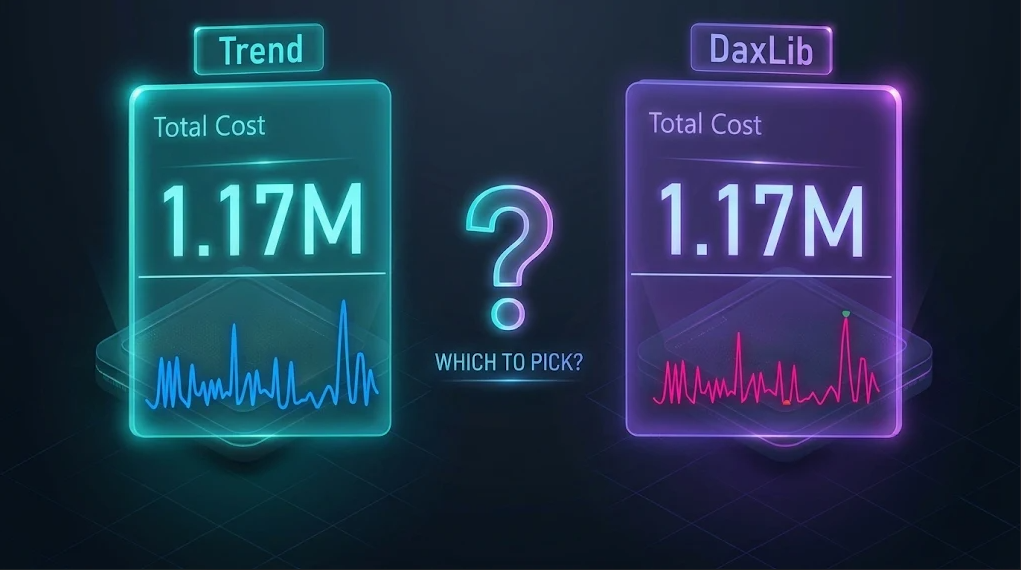 Trend
Total Cost
1.17M
WHICH TO PICK?
DaxLib
Total Cost
1.17M